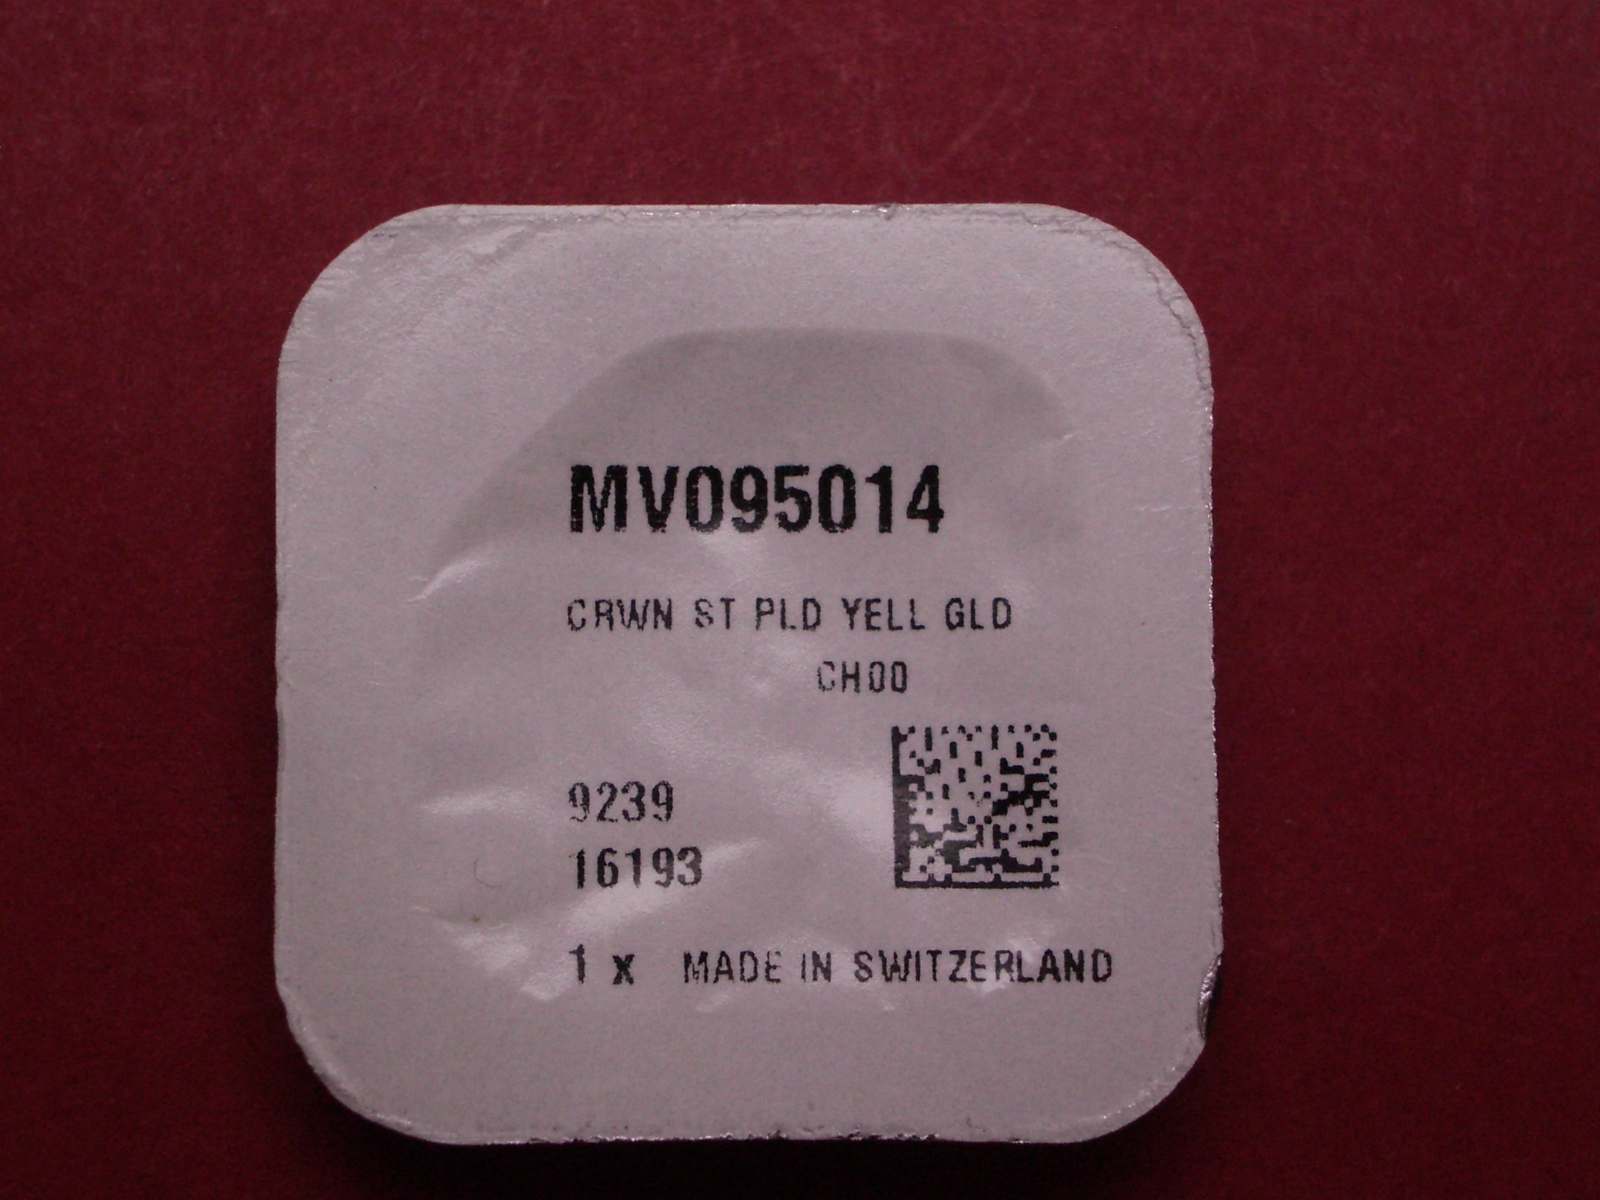 MV095014
CRWN ST PLD YELL GLD
CH00
9239
16193
1 x MADE IN SWITZERLAND